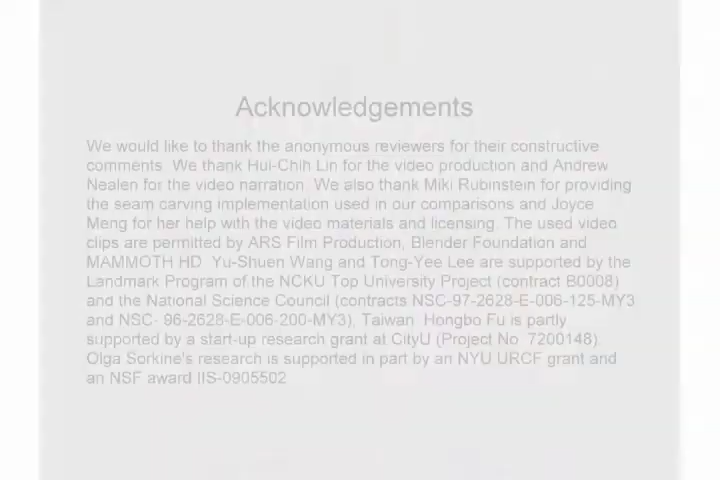 Acknowledgements
We would like to thank the anonymous reviewers for their constructive
comments. We thank Hui-Chih Lin for the video production and Andrew
Nealen for the video narration. We also thank Miki Rubinstein for providing
the seam carving implementation used in our comparisons and Joyce
Meng for her help with the video materials and licensing. The used video
clips are permitted by ARS Film Production, Blender Foundation and
MAMMOTH HD. Yu-Shuen Wang and Tong-Yee Lee are supported by the
Landmark Program of the NCKU Top University Project (contract B0008)
and the National Science Council (contracts NSC-97-2628-E-006-125-MY3
and NSC- 96-2628-E-006-200-MY3), Taiwan. Hongbo Fu is partly
supported by a start-up research grant at CityU (Project No. 7200148).
Olga Sorkine's research is supported in part by an NYU URCF grant and
an NSF award IIS-0905502.